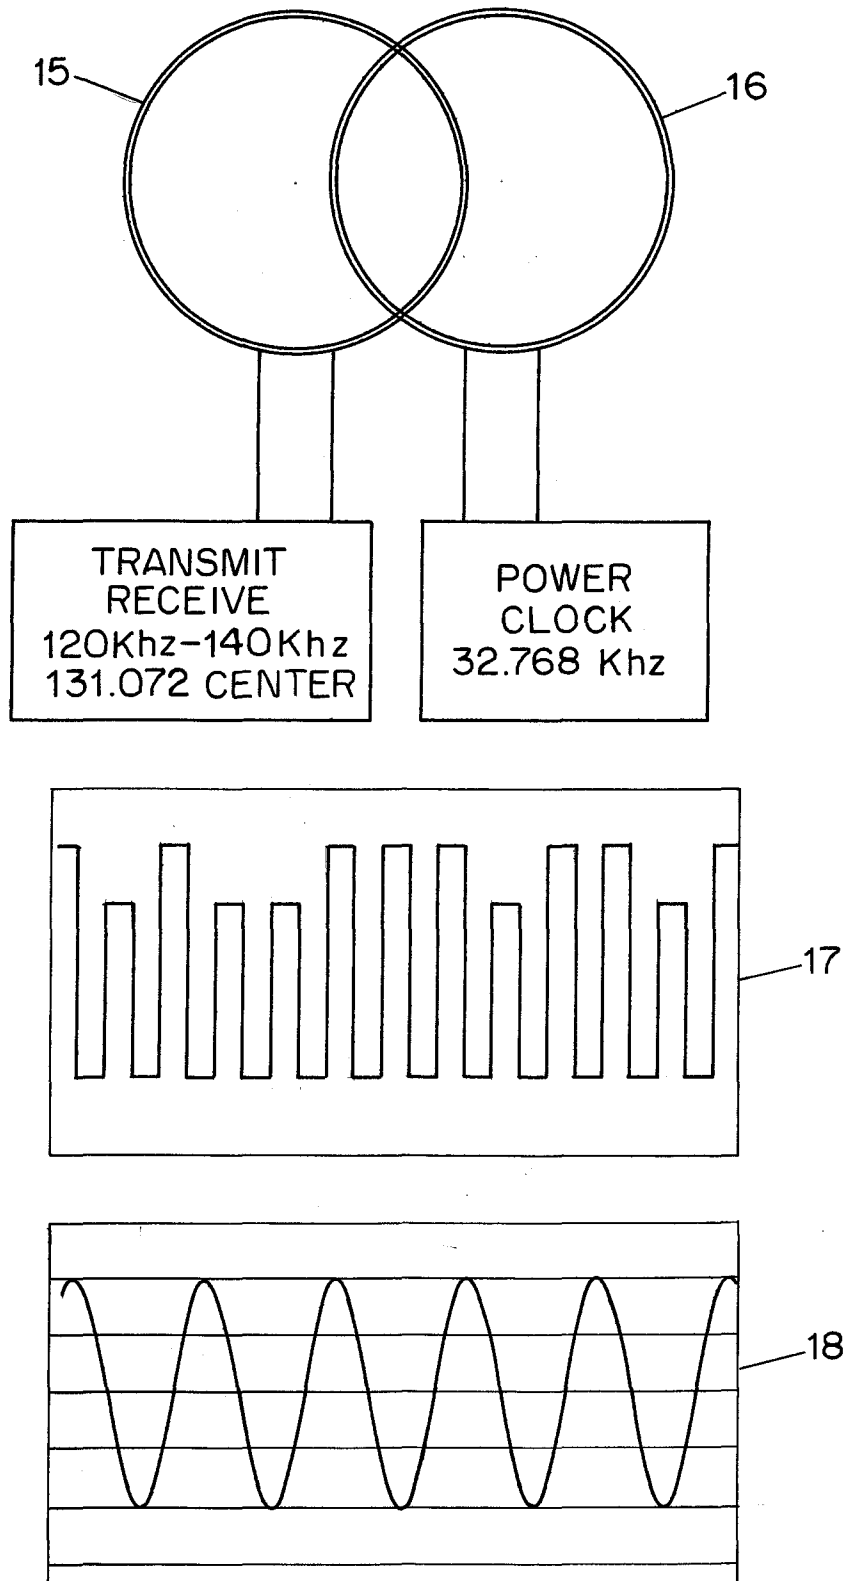 15
16
TRANSMIT
RECEIVE
120Khz-140Khz
131.072 CENTER
POWER
CLOCK
32.768 Khz
17
18